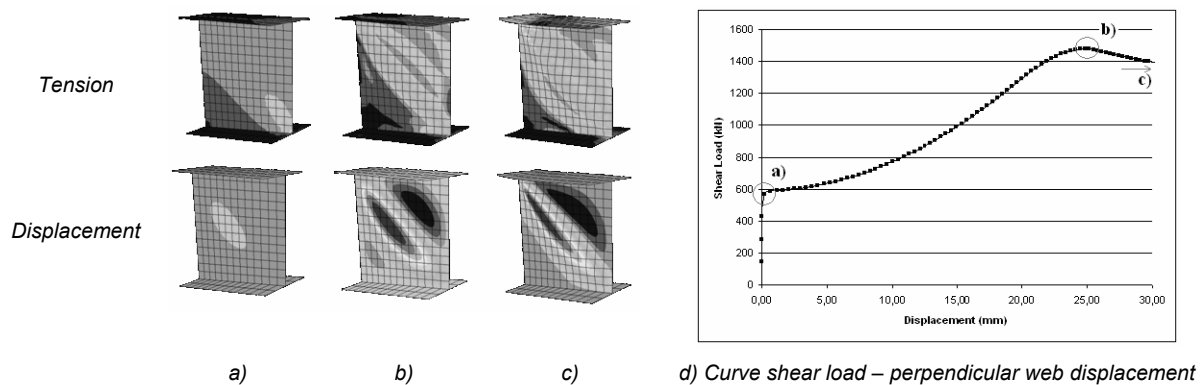 Tension
Displacement
a)
b)
c)
Shear Load (kN)
1600
1400
1200
1000
800
600
400
200
0
0,00
5,00
10,00
15,00
20,00
25,00
30,00
Displacement (mm)
a)
b)
c)
d) Curve shear load – perpendicular web displacement